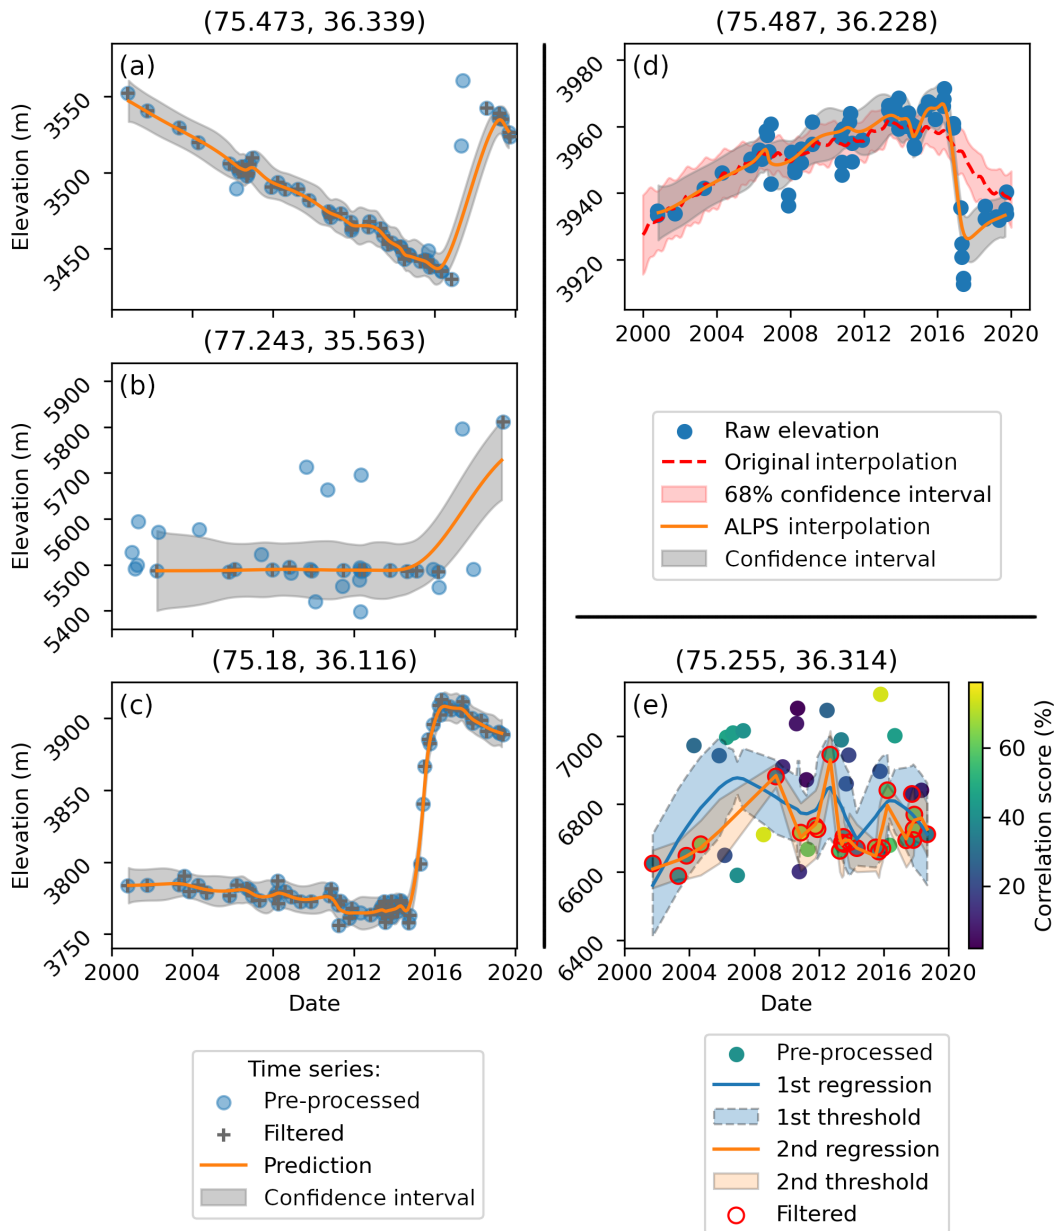 (75.473, 36.339)
(a)
Elevation (m)
3550
3500
3450
(77.243, 35.563)
(b)
Elevation (m)
5900
5800
5700
5600
5500
5400
(75.18, 36.116)
(c)
Elevation (m)
3900
3850
3800
3750
2000 2004 2008 2012 2016 2020
Date
Time series:
Pre-processed
Filtered
Prediction
Confidence interval
(75.487, 36.228)
(d)
3980
3960
3940
3920
2000 2004 2008 2012 2016 2020
Raw elevation
Original interpolation
68% confidence interval
ALPS interpolation
Confidence interval
(75.255, 36.314)
(e)
7000
6800
6600
6400
2000 2004 2008 2012 2016 2020
Date
60
40
20
Correlation score (%)
Pre-processed
1st regression
1st threshold
2nd regression
2nd threshold
Filtered